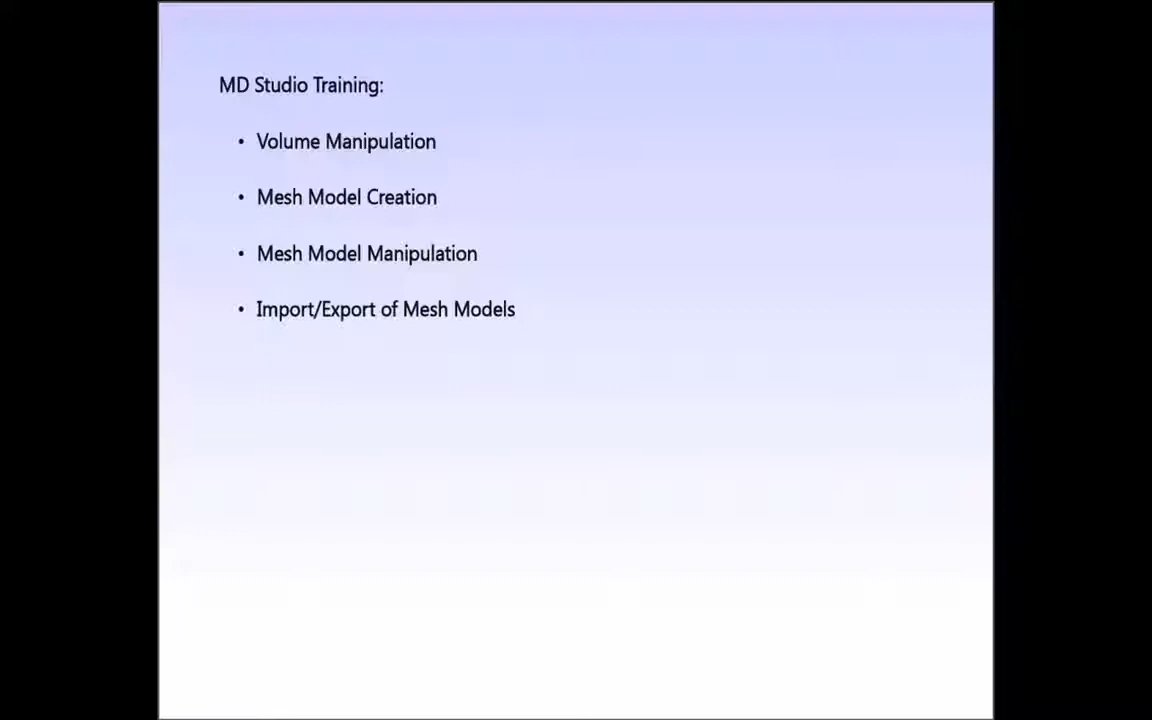 MD Studio Training:
• Volume Manipulation
• Mesh Model Creation
• Mesh Model Manipulation
• Import/Export of Mesh Models